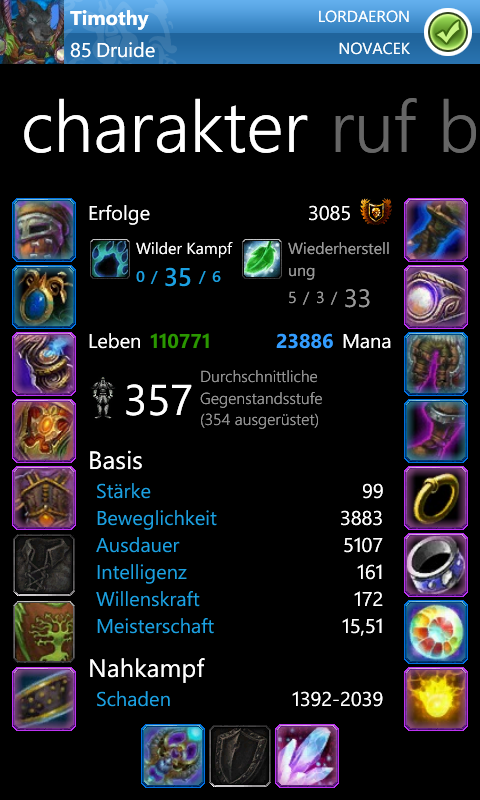 Timothy
LORDAERON
85 Druide
NOVACEK
charakter ruf b
Erfolge
3085
Wilder Kampf
0 / 35 / 6
Wiederherstell
ung
5 / 3 / 33
Leben 110771
23886 Mana
357
Durchschnittliche
Gegenstandsstufe
(354 ausgerüstet)
Basis
Stärke 99
Beweglichkeit 3883
Ausdauer 5107
Intelligenz 161
Willenskraft 172
Meisterschaft 15,51
Nahkampf
Schaden 1392-2039